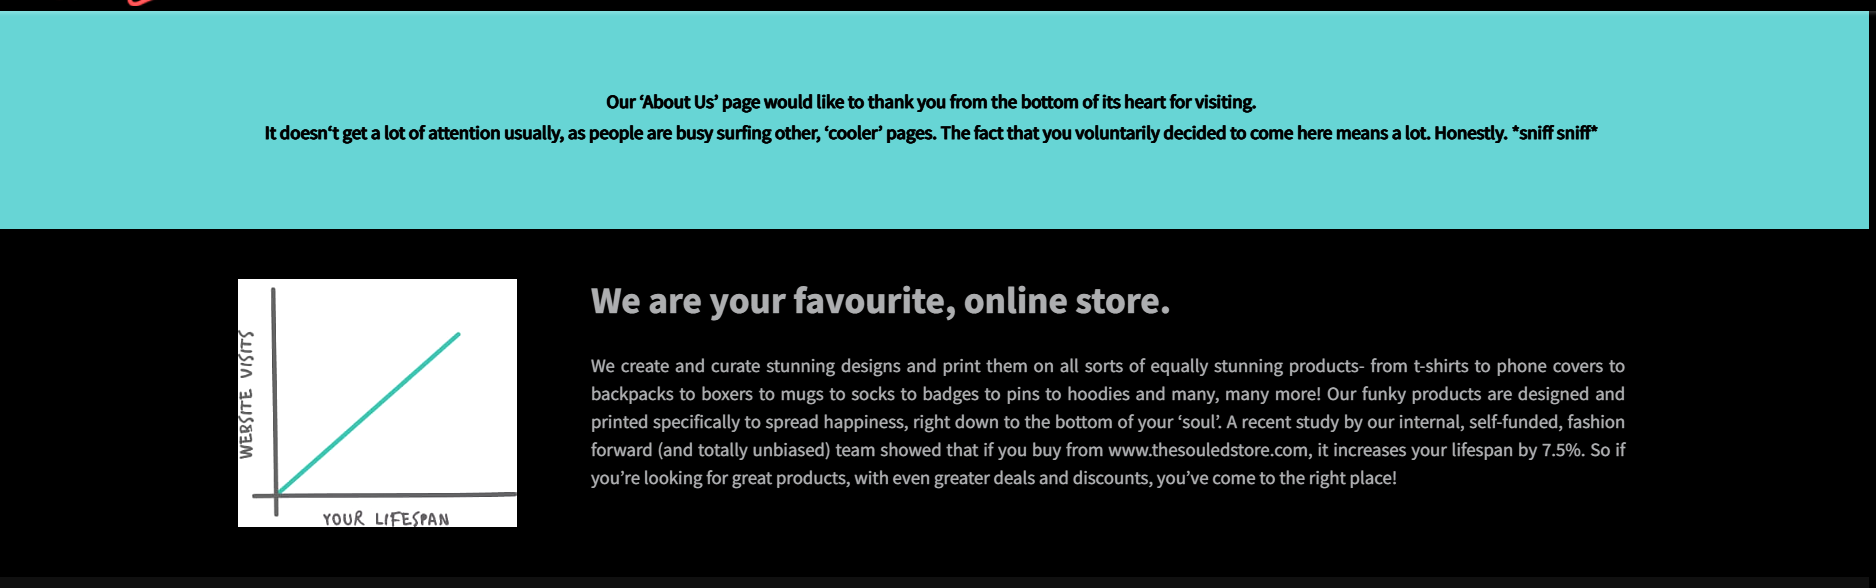 Our ‘About Us’ page would like to thank you from the bottom of its heart for visiting.
It doesn‘t get a lot of attention usually, as people are busy surfing other, ‘cooler’ pages. The fact that you voluntarily decided to come here means a lot. Honestly. *sniff sniff*
WEBSITE VISITS
YOUR LIFESPAN
We are your favourite, online store.
We create and curate stunning designs and print them on all sorts of equally stunning products- from t-shirts to phone covers to
backpacks to boxers to mugs to socks to badges to pins to hoodies and many, many more! Our funky products are designed and
printed specifically to spread happiness, right down to the bottom of your ‘soul’. A recent study by our internal, self-funded, fashion
forward (and totally unbiased) team showed that if you buy from www.thesouledstore.com, it increases your lifespan by 7.5%. So if
you’re looking for great products, with even greater deals and discounts, you’ve come to the right place!